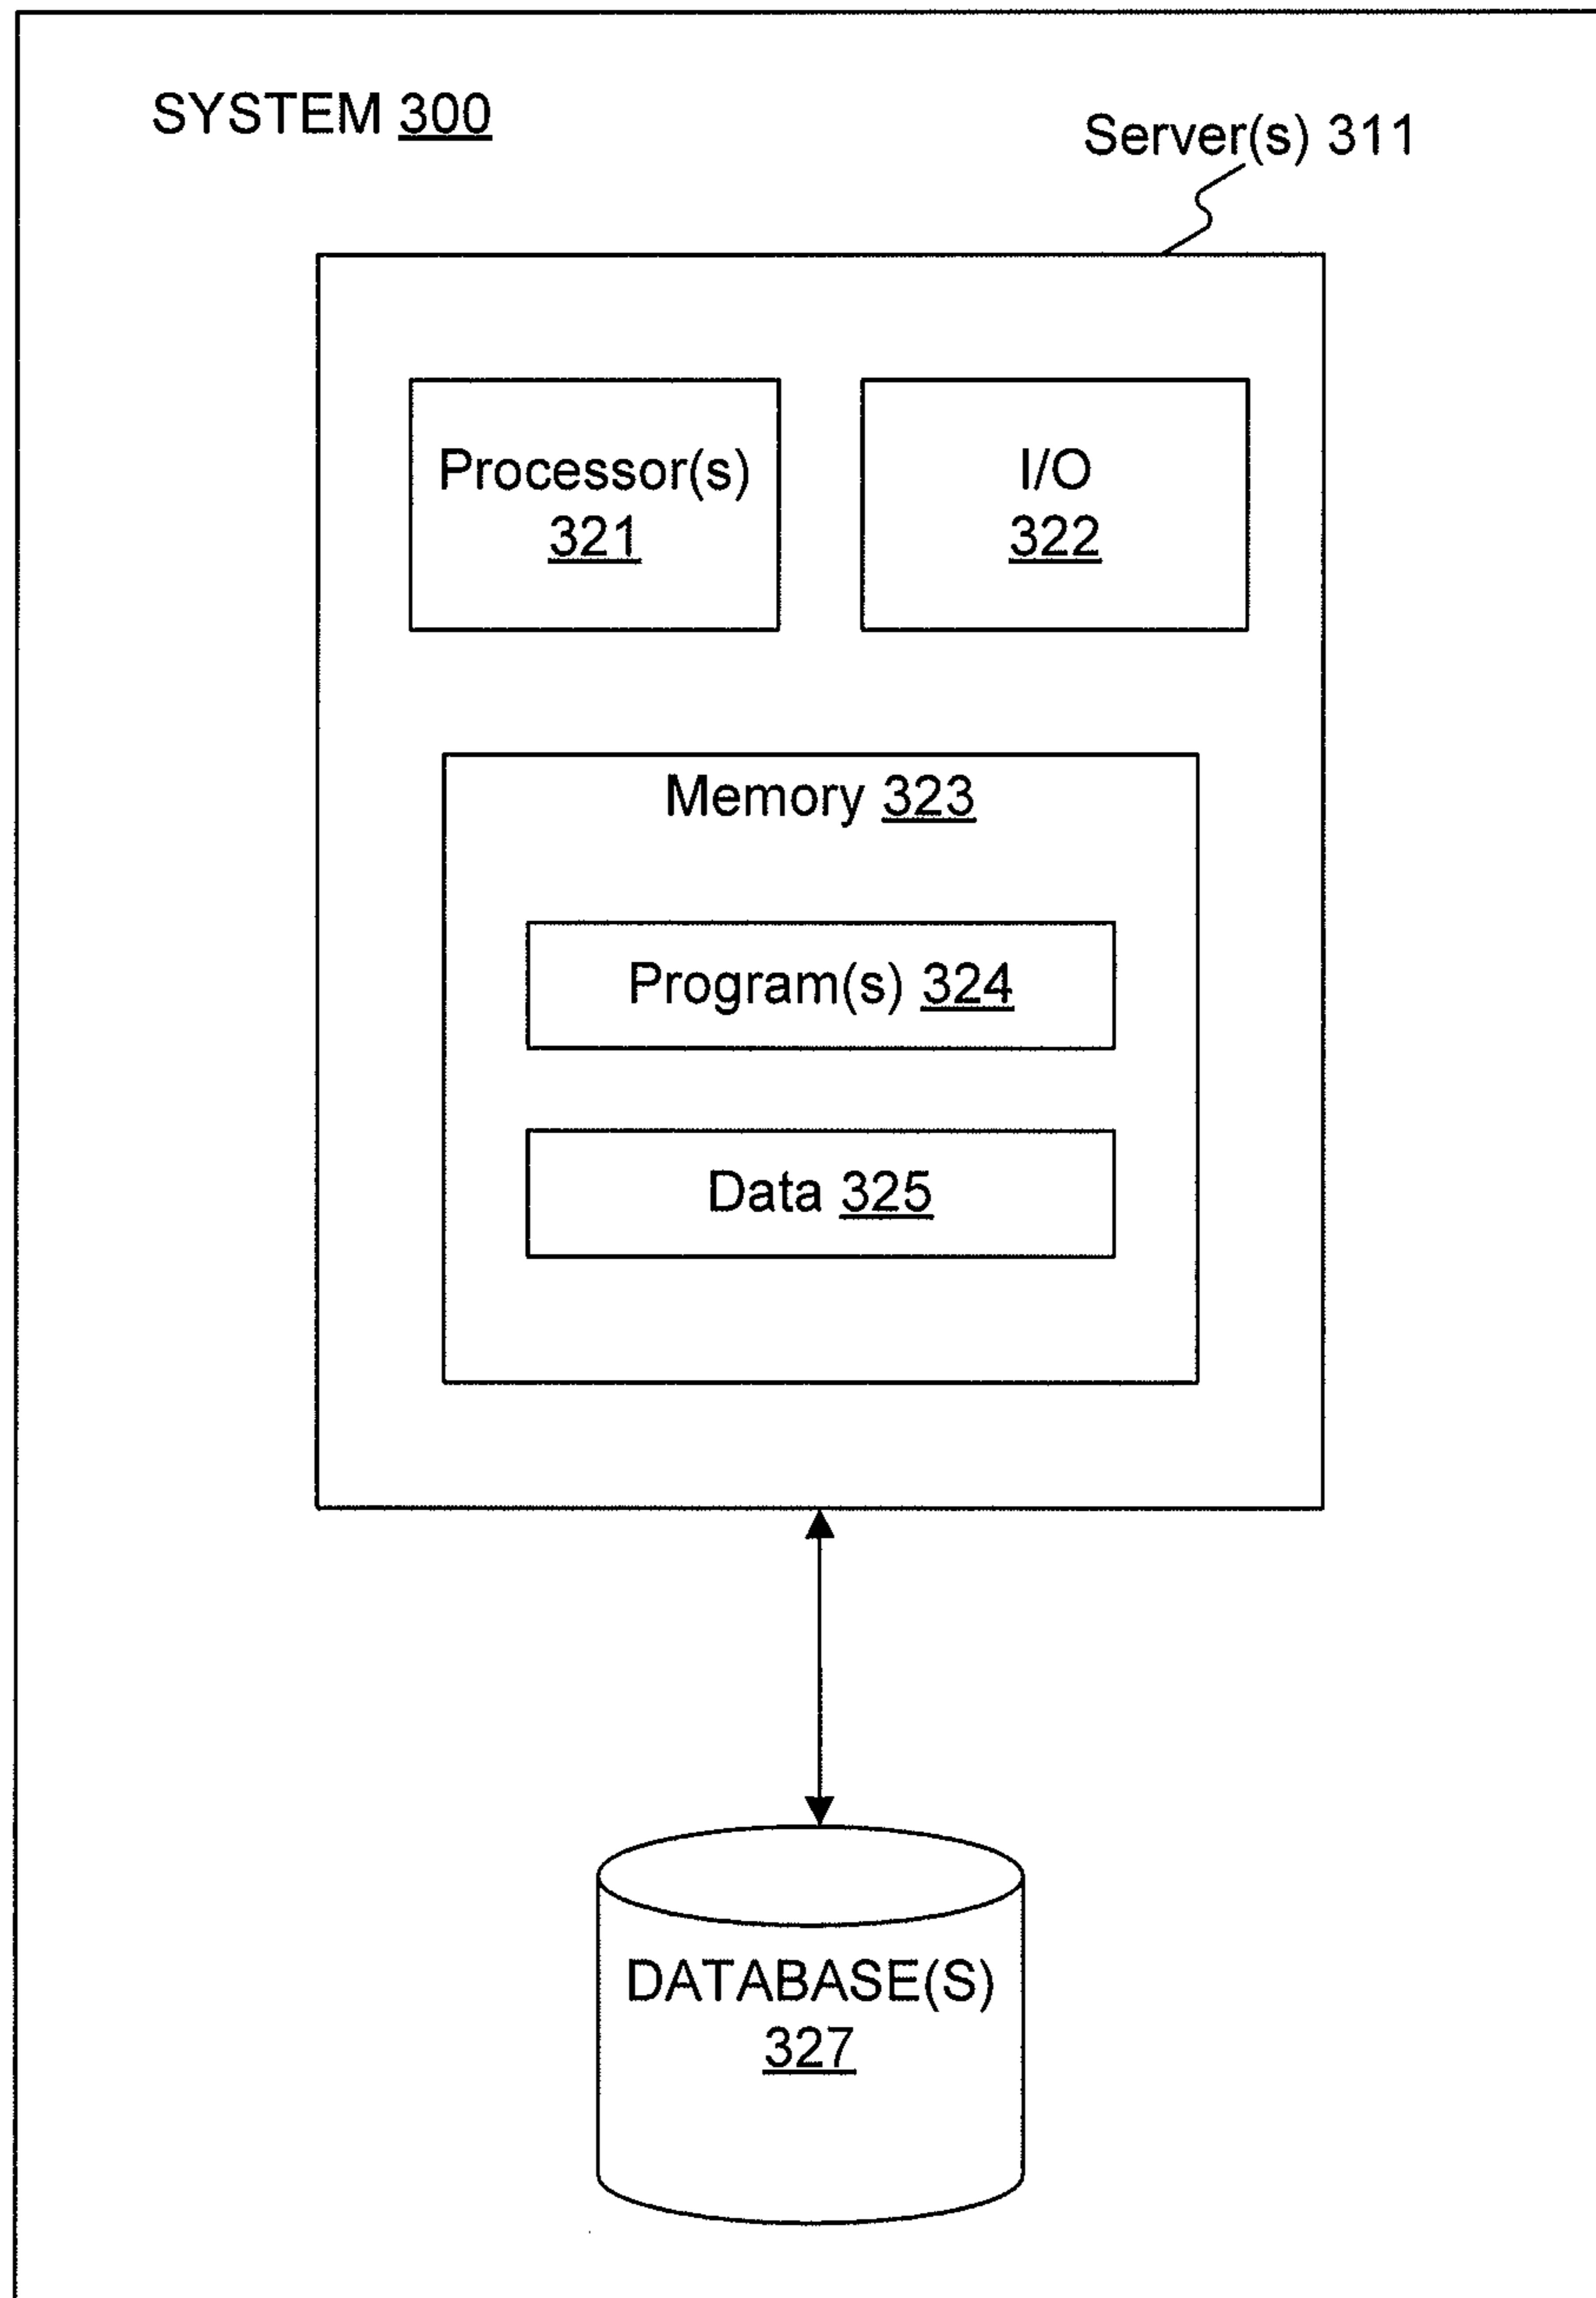 SYSTEM 300
Server(s) 311
Processor(s)
321
I/O
322
Memory 323
Program(s) 324
Data 325
DATABASE(S)
327